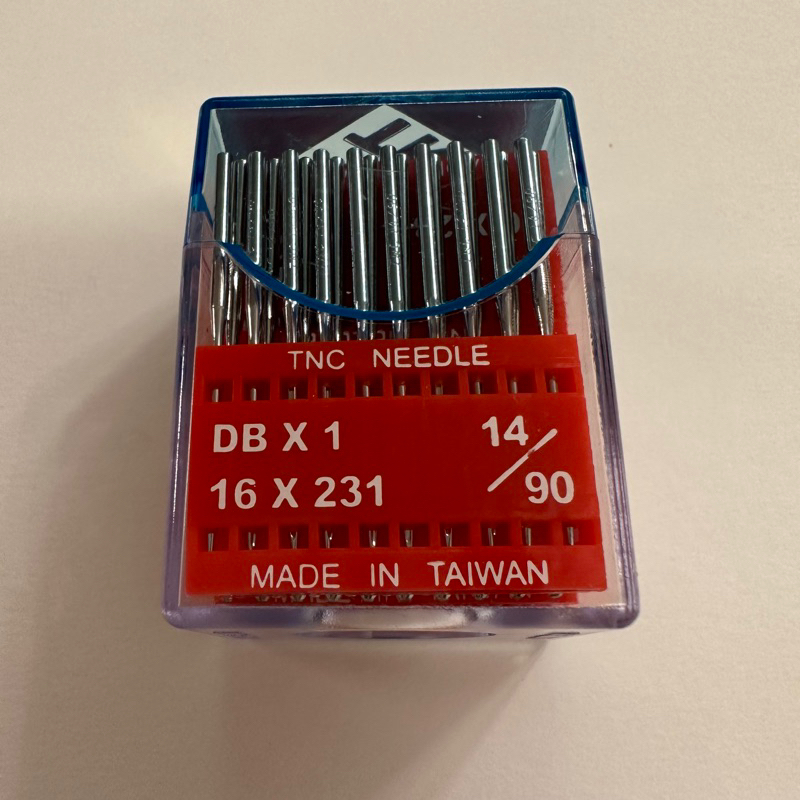 TNC NEEDLE
DB X 1
14/90
16 X 231
MADE IN TAIWAN